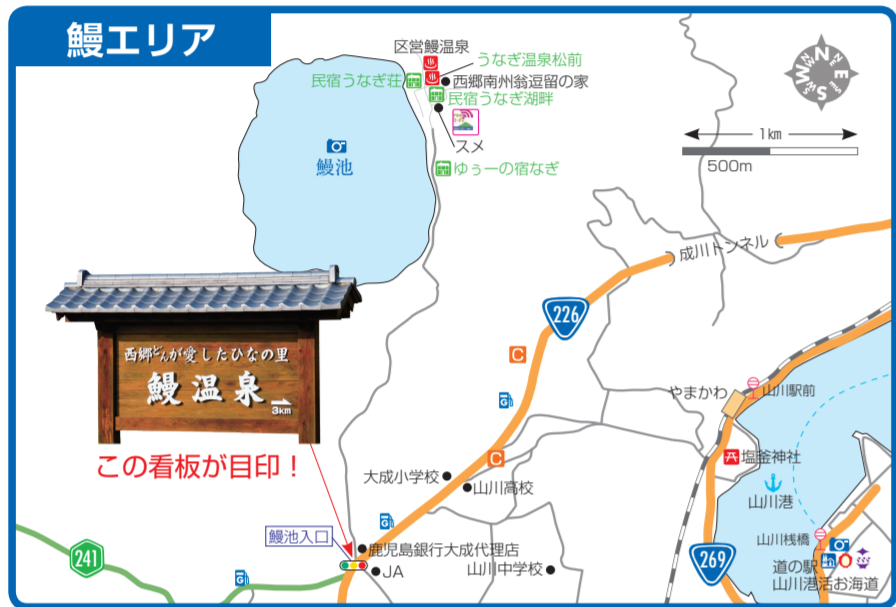 鰻エリア
区営鰻温泉
うなぎ温泉松前
民宿うなぎ荘
西郷南州翁逗留の家
民宿うなぎ湖畔
スメ
ゆぅーの宿なぎ
鰻池
N
E
S
W
1km
500m
成川トンネル
226
C
G
やまかわ
山川駅前
西郷どんが愛したひなの里
鰻温泉
3km
この看板が目印！
大成小学校
C
山川高校
塩釜神社
山川港
G
鰻池入口
鹿児島銀行大成代理店
JA
山川中学校
241
G
269
山川桟橋
道の駅
山川港活お海道